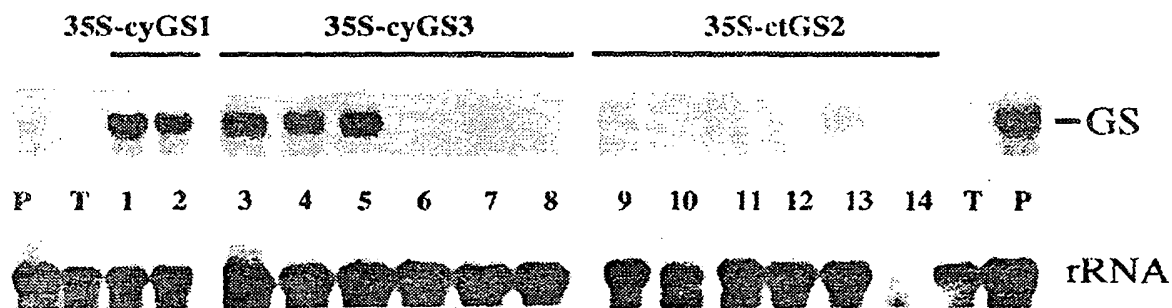 35S-cyGS1 35S-cyGS3 35S-ctGS2
–GS
P T 1 2 3 4 5 6 7 8 9 10 11 12 13 14 T P
rRNA